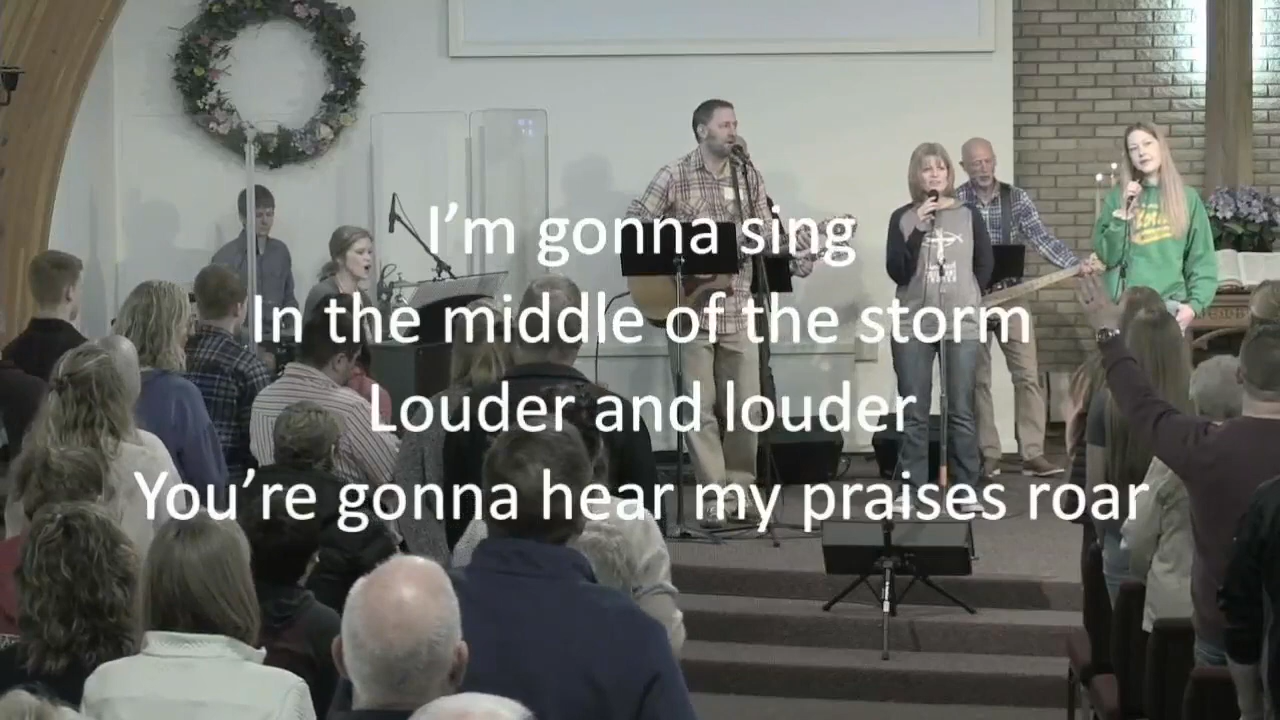 I'm gonna sing
In the middle of the storm
Louder and louder
You're gonna hear my praises roar